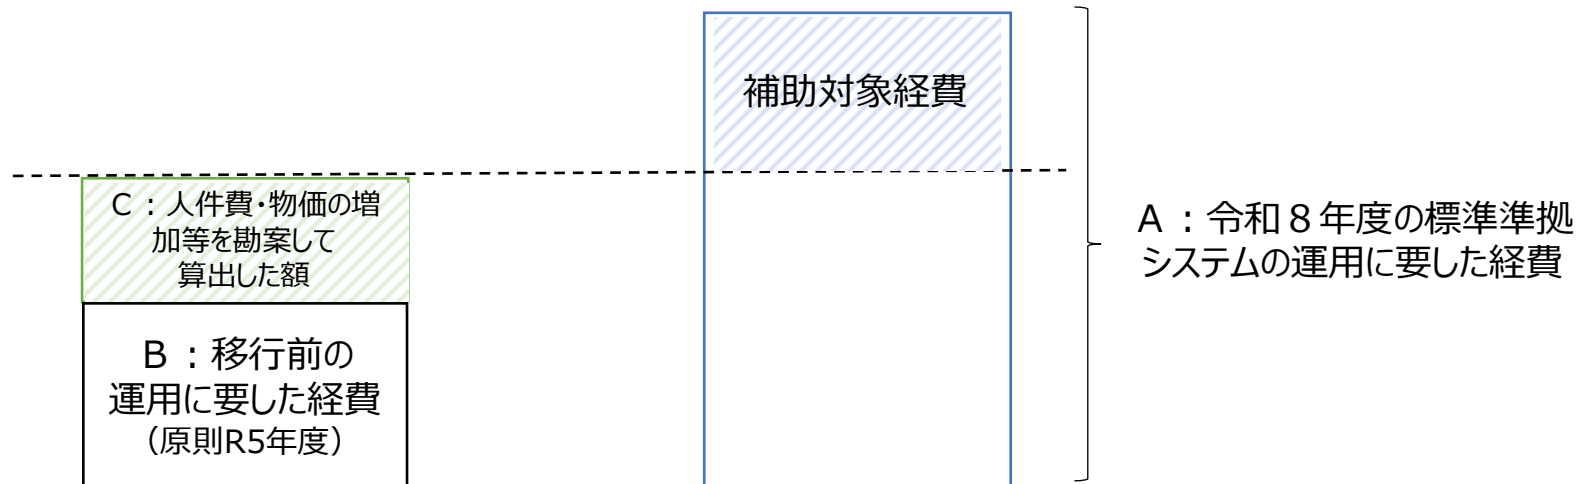 補助対象経費
C：人件費・物価の増
加等を勘案して
算出した額
B：移行前の
運用に要した経費
（原則R5年度）
A：令和８年度の標準準拠
システムの運用に要した経費